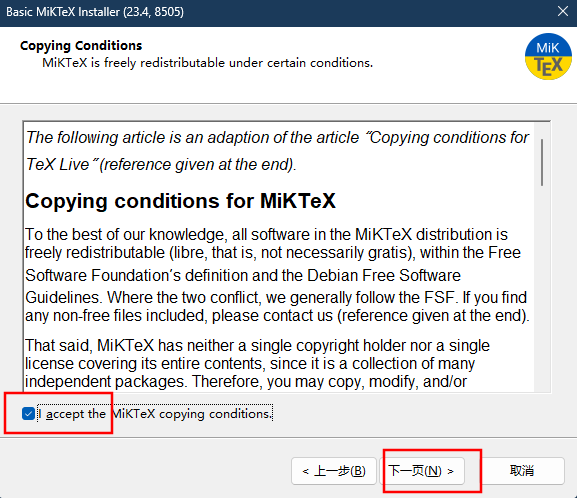 Basic MiKTeX Installer (23.4, 8505)
Copying Conditions
MiKTeX is freely redistributable under certain conditions.
MiK
TEX
The following article is an adaption of the article "Copying conditions for
TeX Live" (reference given at the end).
Copying conditions for MiKTeX
To the best of our knowledge, all software in the MiKTeX distribution is
freely redistributable (libre, that is, not necessarily gratis), within the Free
Software Foundation's definition and the Debian Free Software
Guidelines. Where the two conflict, we generally follow the FSF. If you find
any non-free files included, please contact us (reference given at the end).
That said, MiKTeX has neither a single copyright holder nor a single
license covering its entire contents, since it is a collection of many
independent packages. Therefore, you may copy, modify, and/or
I accept the MiKTeX copying conditions.
< 上一步(B) 下一页(N) > 取消